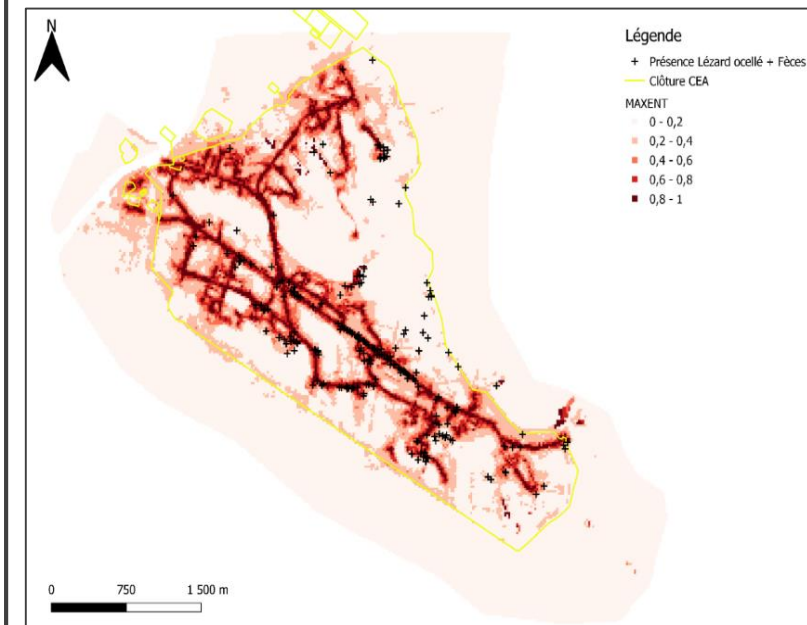 N
Légende
+ Présence Lézard ocellé + Fèces
Clôture CEA
MAXENT
0 - 0,2
0,2 - 0,4
0,4 - 0,6
0,6 - 0,8
0,8 - 1
0 750 1 500 m